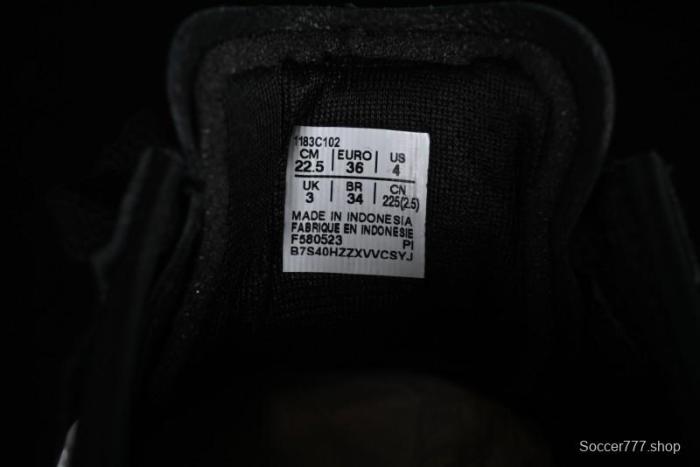 1183C102
CM | EURO | US
22.5 | 36 | 4
UK | BR | CN
3 | 34 | 225(2.5)
MADE IN INDONESIA
FABRIQUE EN INDONESIE
F580523 PI
B7S40HZZXVVCSYJ
Soccer777.shop